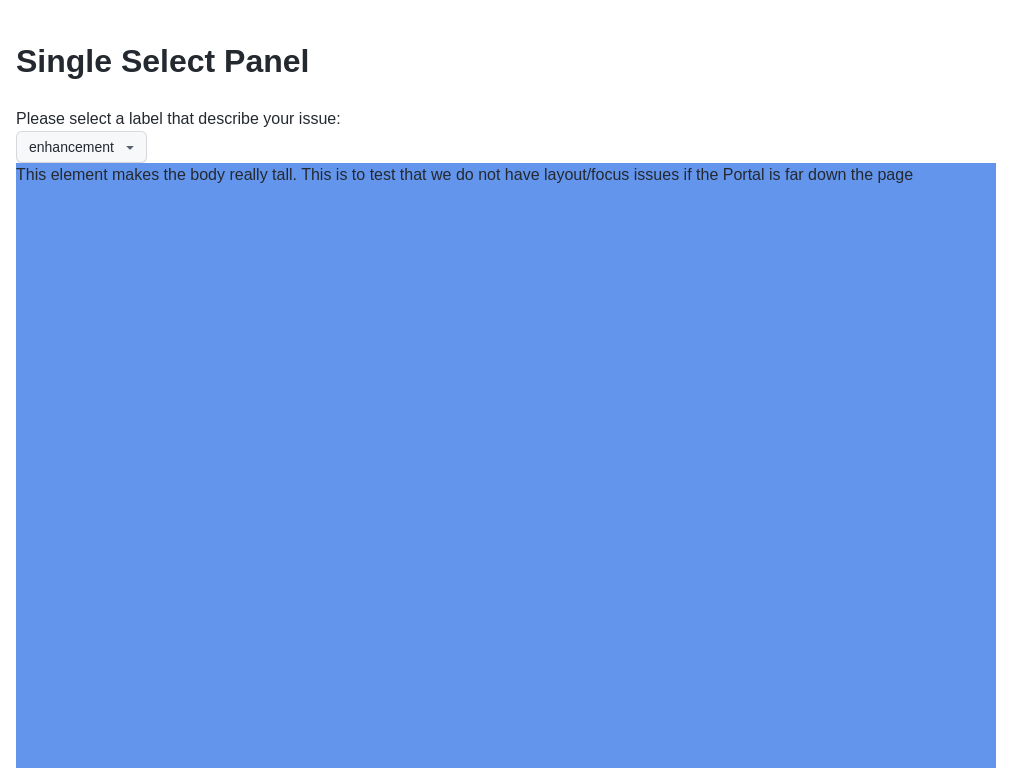 Single Select Panel
Please select a label that describe your issue:
enhancement
This element makes the body really tall. This is to test that we do not have layout/focus issues if the Portal is far down the page